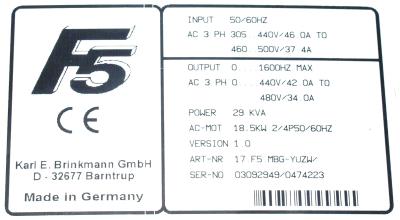 F5
CE
Karl E. Brinkmann GmbH
D - 32677 Barntrup
Made in Germany
INPUT 50/60HZ
AC 3 PH 305 440V/46.0A TO
460 500V/37.4A
OUTPUT 0... 1600HZ MAX
AC 3 PH 0... 440V/42.0A TO
480V/34.0A
POWER 29 KVA
AC-MOT 18.5KW 2/4P50/60HZ
VERSION 1.0
ART-NR 17 F5 M8G-YUZW/
SER-NO 03092949/0474223